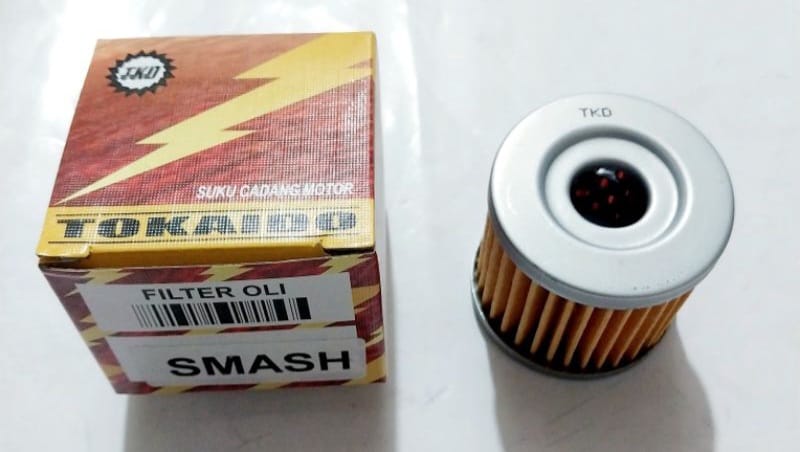 TKD
SUKU CADANG MOTOR
TOKAIDO
FILTER OLI
SMASH
TKD